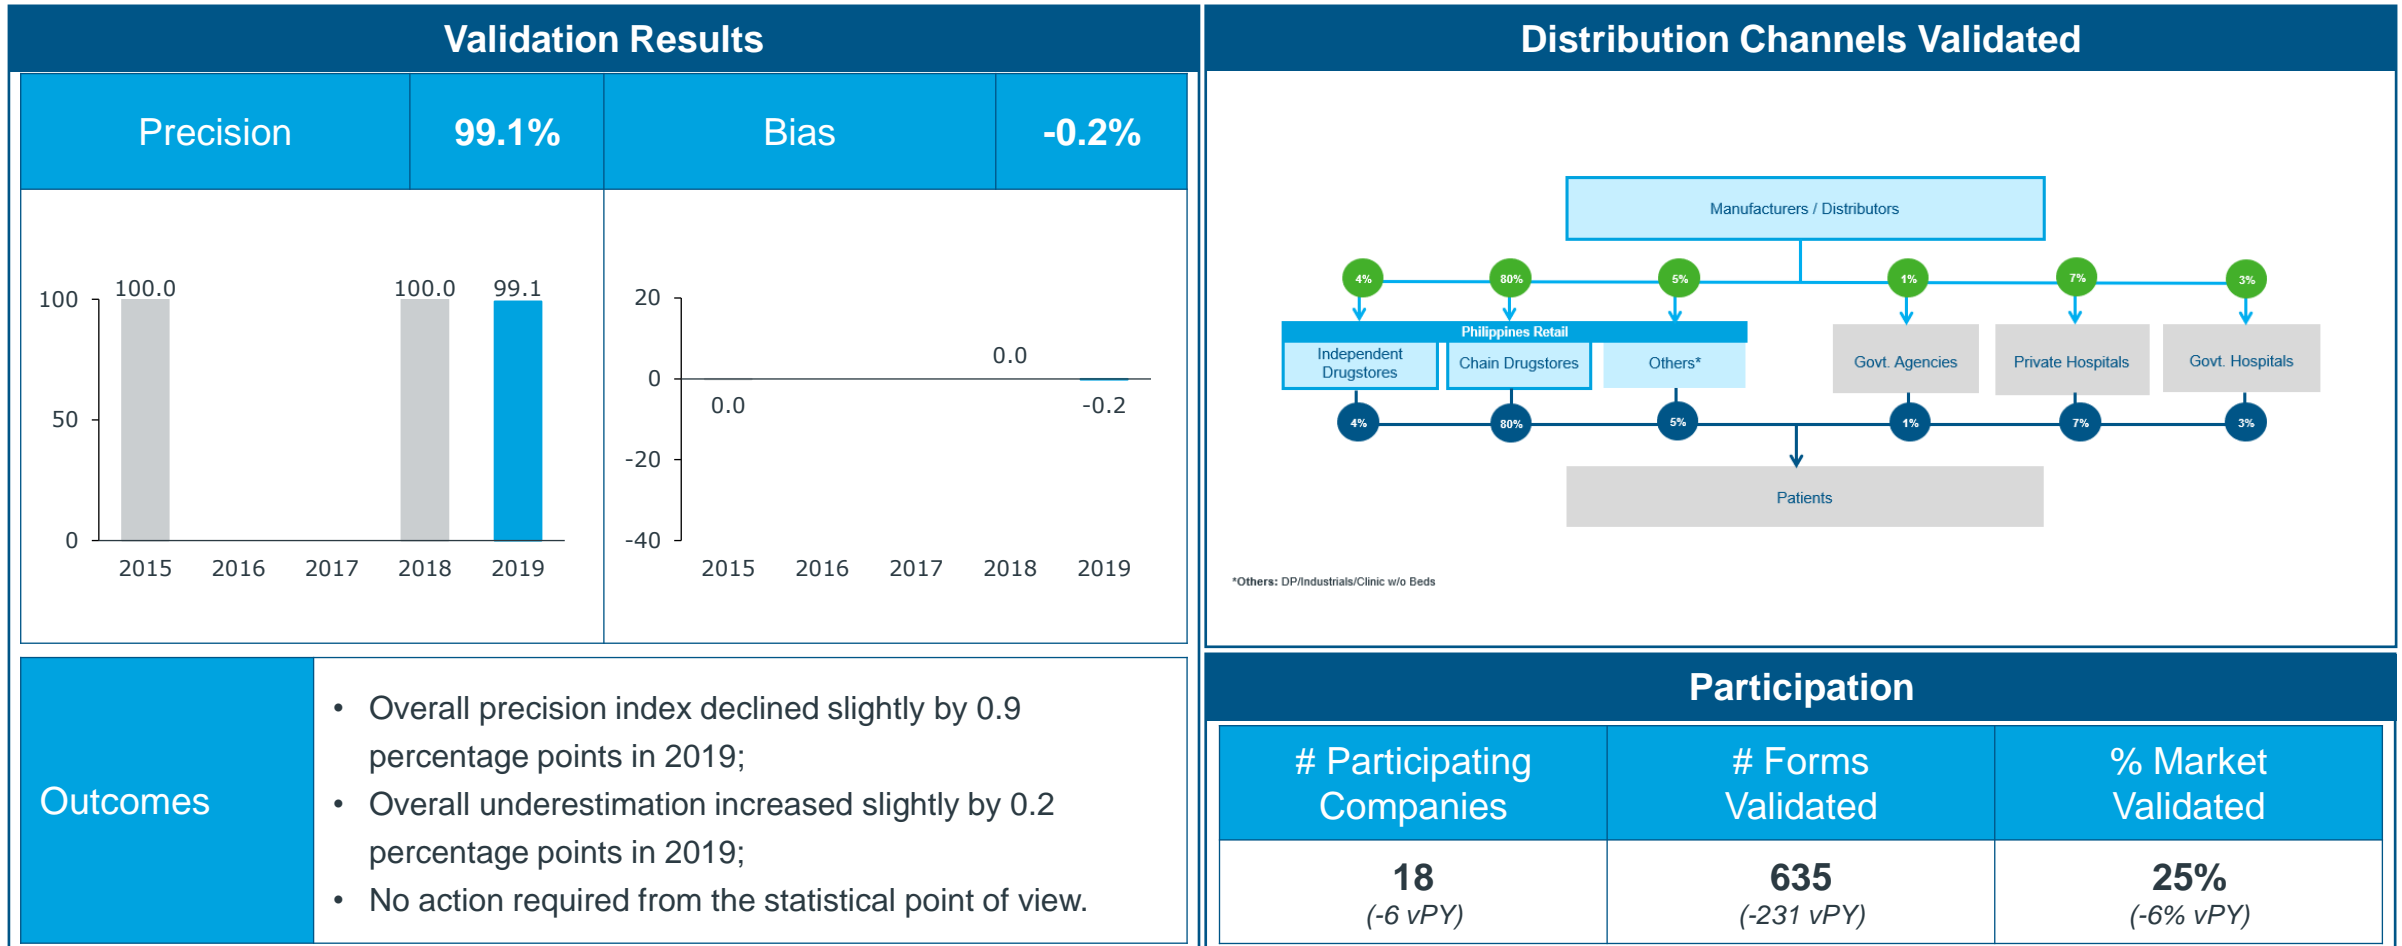 Validation Results
Precision
99.1%
Bias
-0.2%
100
50
0
100.0
100.0
99.1
2015
2016
2017
2018
2019
20
0
-20
-40
0.0
0.0
-0.2
2015
2016
2017
2018
2019
Outcomes
• Overall precision index declined slightly by 0.9
percentage points in 2019;
• Overall underestimation increased slightly by 0.2
percentage points in 2019;
• No action required from the statistical point of view.
Distribution Channels Validated
Manufacturers / Distributors
4%
80%
5%
1%
7%
3%
Philippines Retail
Independent
Drugstores
Chain Drugstores
Others*
Govt. Agencies
Private Hospitals
Govt. Hospitals
4%
80%
5%
1%
7%
3%
Patients
*Others: DP/Industrials/Clinic w/o Beds
Participation
# Participating
Companies
# Forms
Validated
% Market
Validated
18
(-6 vPY)
635
(-231 vPY)
25%
(-6% vPY)